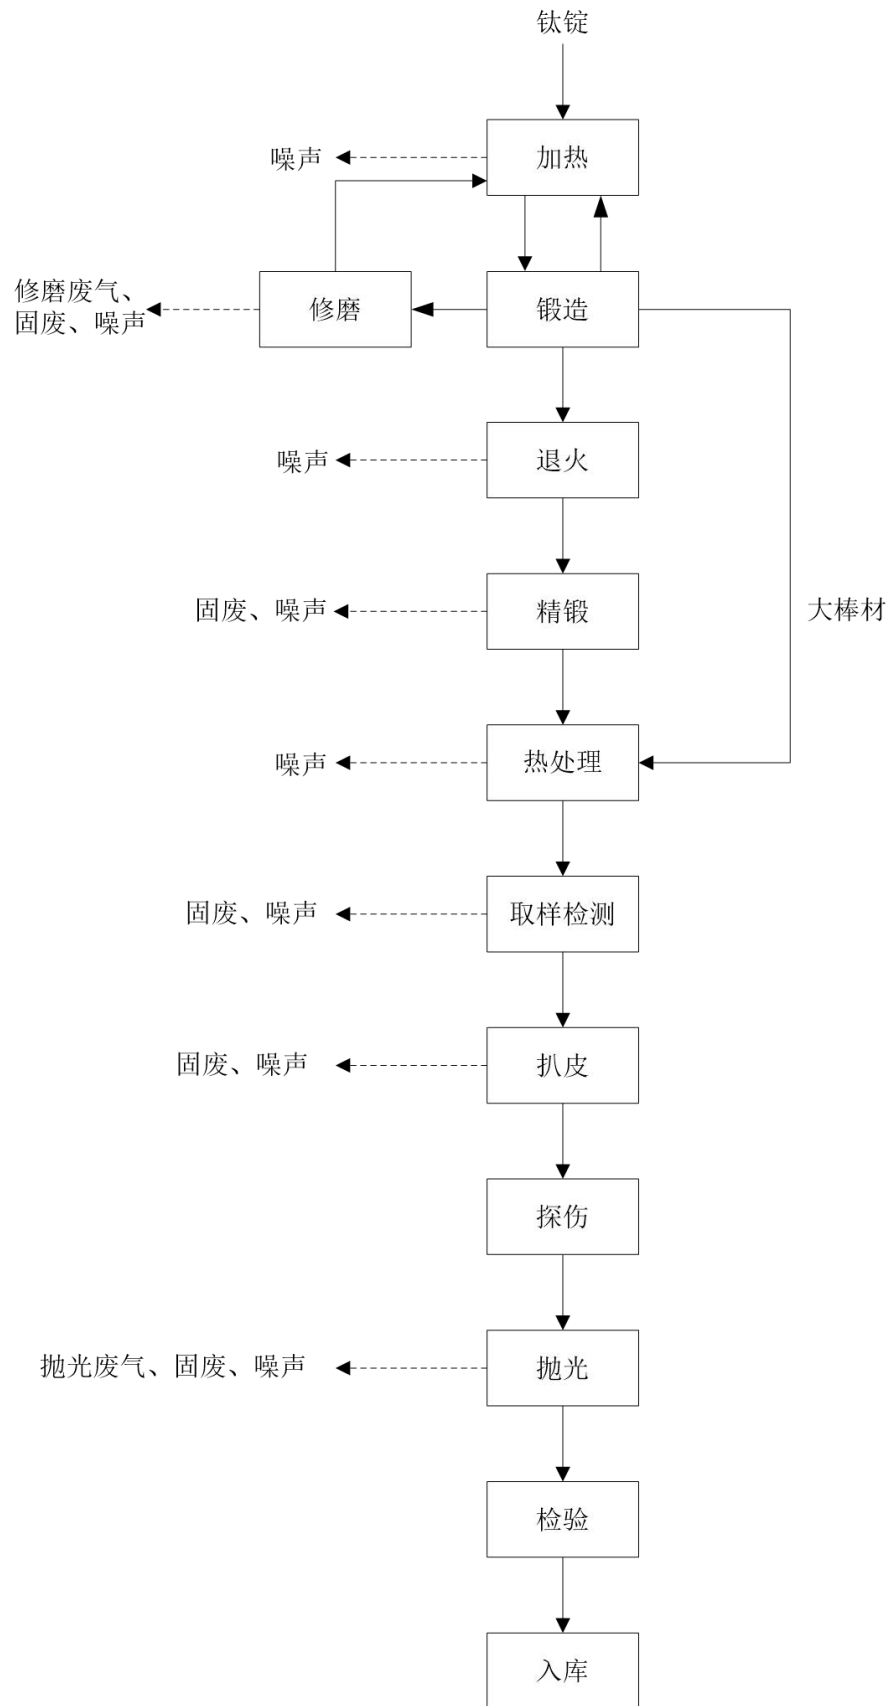 钛锭
噪声
加热
修磨废气、
固废、噪声
修磨
锻造
噪声
退火
固废、噪声
精锻
大棒材
噪声
热处理
固废、噪声
取样检测
固废、噪声
扒皮
探伤
抛光废气、固废、噪声
抛光
检验
入库